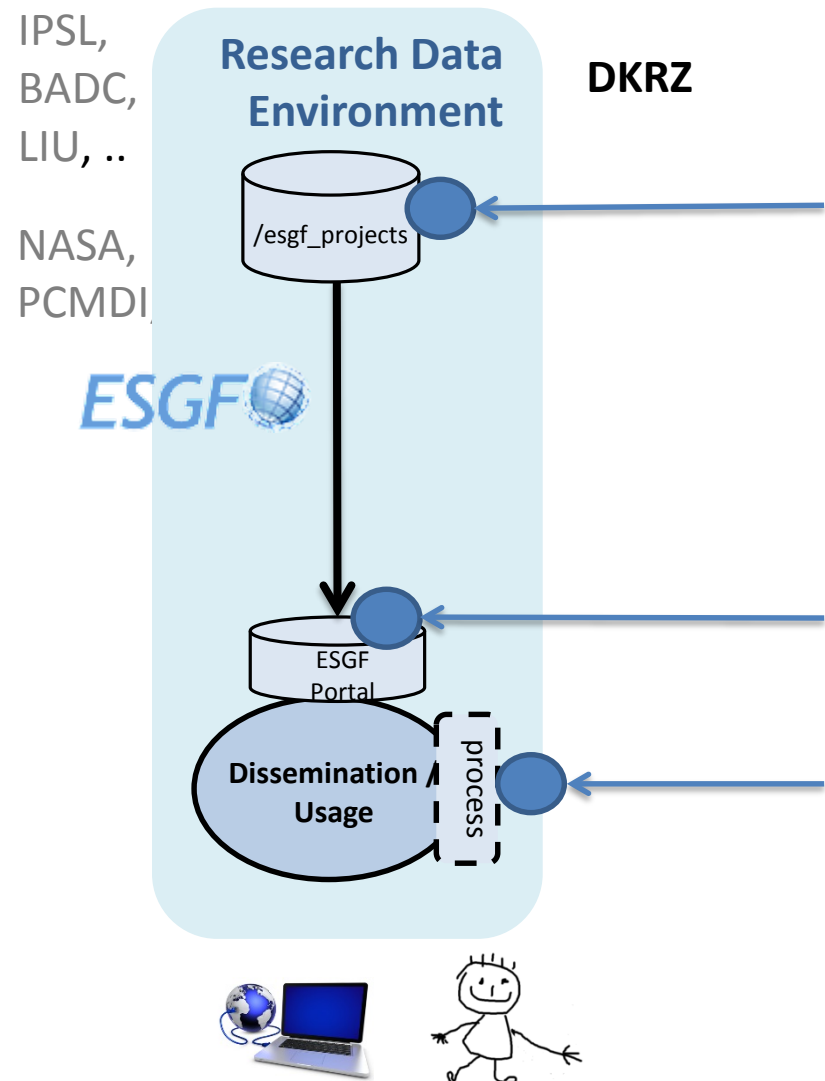 IPSL,
BADC,
LIU, ..
NASA,
PCMDI,
Research Data
Environment
DKRZ
/esgf_projects
ESGF
ESGF
Portal
Dissemination /
Usage
process